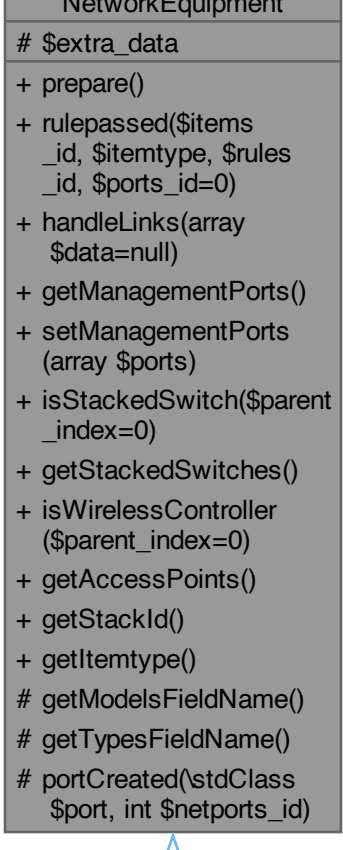 NetworkEquipment
# $extra_data
+ prepare()
+ rulepassed($items
_id, $itemtype, $rules
_id, $ports_id=0)
+ handleLinks(array
$data=null)
+ getManagementPorts()
+ setManagementPorts
(array $ports)
+ isStackedSwitch($parent
_index=0)
+ getStackedSwitches()
+ isWirelessController
($parent_index=0)
+ getAccessPoints()
+ getStackId()
+ getItemtype()
# getModelsFieldName()
# getTypesFieldName()
# portCreated(\stdClass
$port, int $netports_id)